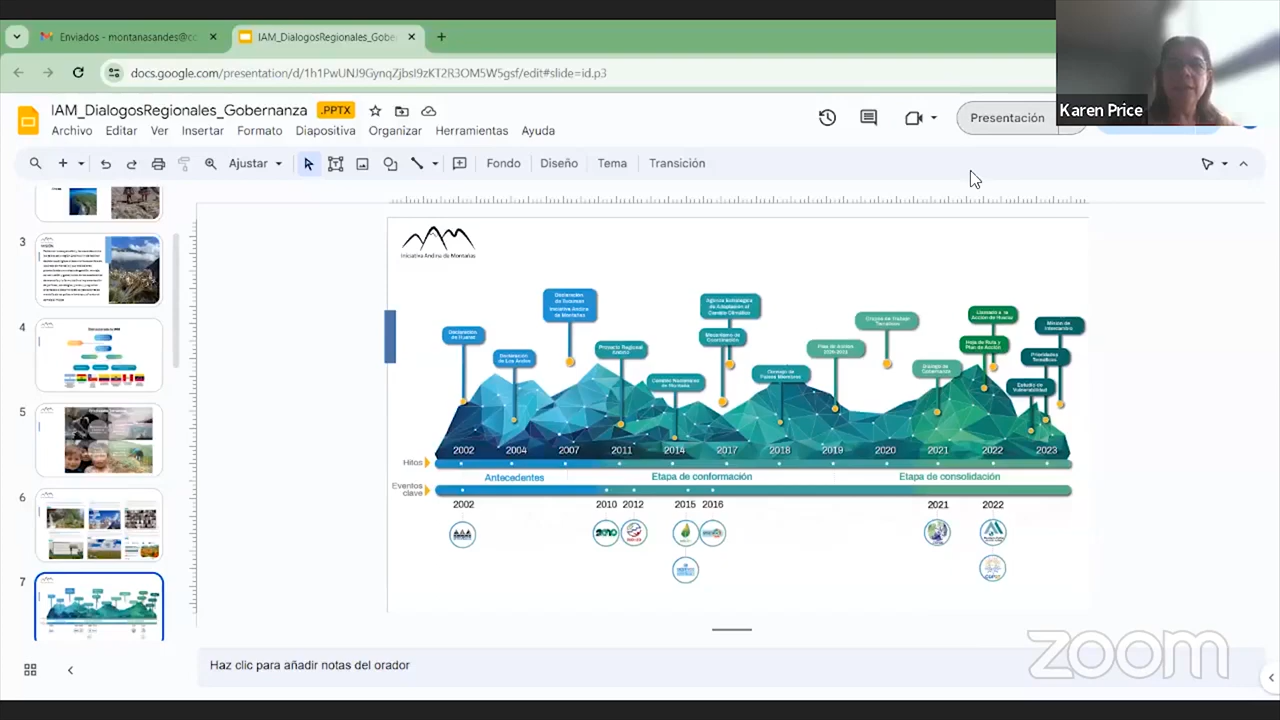 Enviados - montanasandes@cc
IAM_DialogosRegionales_Gobe
docs.google.com/presentation/d/1h1PwUNJ9GynqZjbsI9zKT2R3OM5W5gsf/edit#slide=id.p3
Karen Price
IAM_DialogosRegionales_Gobernanza .PPTX
Archivo Editar Ver Insertar Formato Diapositiva Organizar Herramientas Ayuda
Presentación
Ajustar Fondo Diseño Tema Transición
3
4
5
6
7
Iniciativa Andina de Montañas
Declaración de Huaraz
Declaración de Los Andes
Declaración de Tucumán
Iniciativa Andina de Montañas
Proyecto Regional Andino
Comités Nacionales de Montaña
Agenda Estratégica de Adaptación al Cambio Climático
Mecanismo de Coordinación
Consejo de Países Miembros
Plan de Acción
Grupos de Trabajo Temáticos
Diálogo de Gobernanza
Llamado a la Acción de Huaraz
Hoja de Ruta y Plan de Acción
Misión de Intercambio
Prioridades Temáticas
Estudio de Vulnerabilidad
2002 2004 2007 2011 2014 2017 2018 2019 2020 2021 2022 2023
Hitos
Antecedentes Etapa de conformación Etapa de consolidación
Eventos clave
2002 2010 2012 2015 2016 2021 2022
Haz clic para añadir notas del orador
zoom